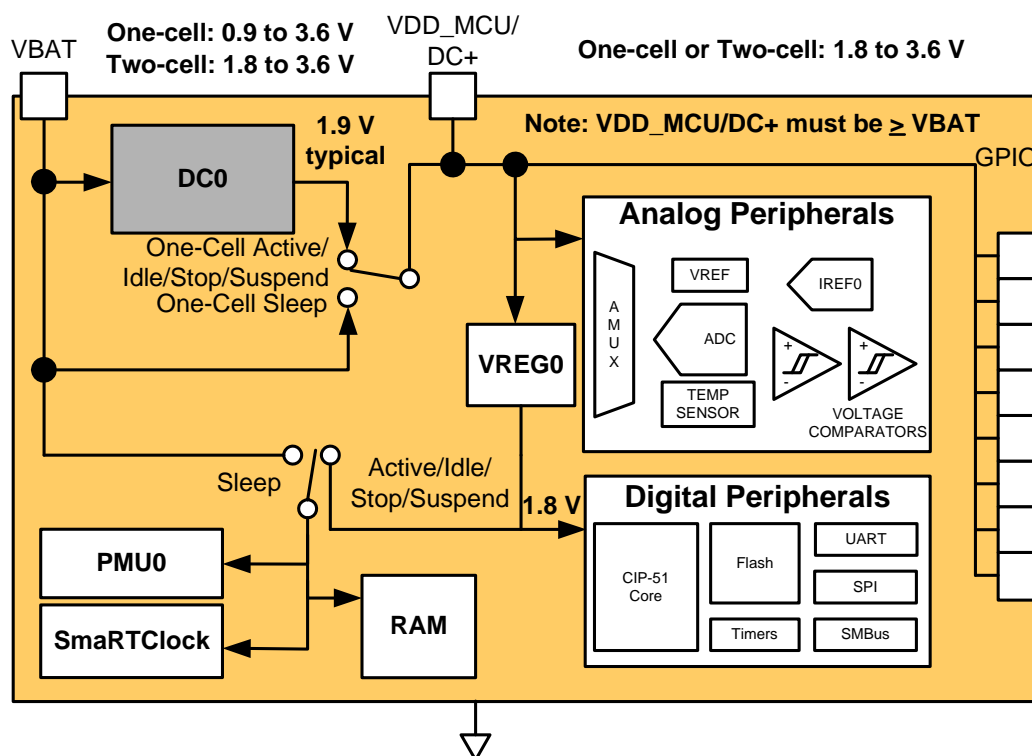 VBAT
One-cell: 0.9 to 3.6 V
Two-cell: 1.8 to 3.6 V
VDD_MCU/
DC+
One-cell or Two-cell: 1.8 to 3.6 V
Note: VDD_MCU/DC+ must be ≥ VBAT
GPIO
1.9 V
typical
DC0
One-Cell Active/
Idle/Stop/Suspend
One-Cell Sleep
VREG0
Analog Peripherals
A
M
U
X
VREF
IREF0
ADC
TEMP
SENSOR
+
-
+
-
VOLTAGE
COMPARATORS
Sleep
Active/Idle/
Stop/Suspend
1.8 V
PMU0
SmaRTClock
RAM
Digital Peripherals
CIP-51
Core
Flash
Timers
UART
SPI
SMBus